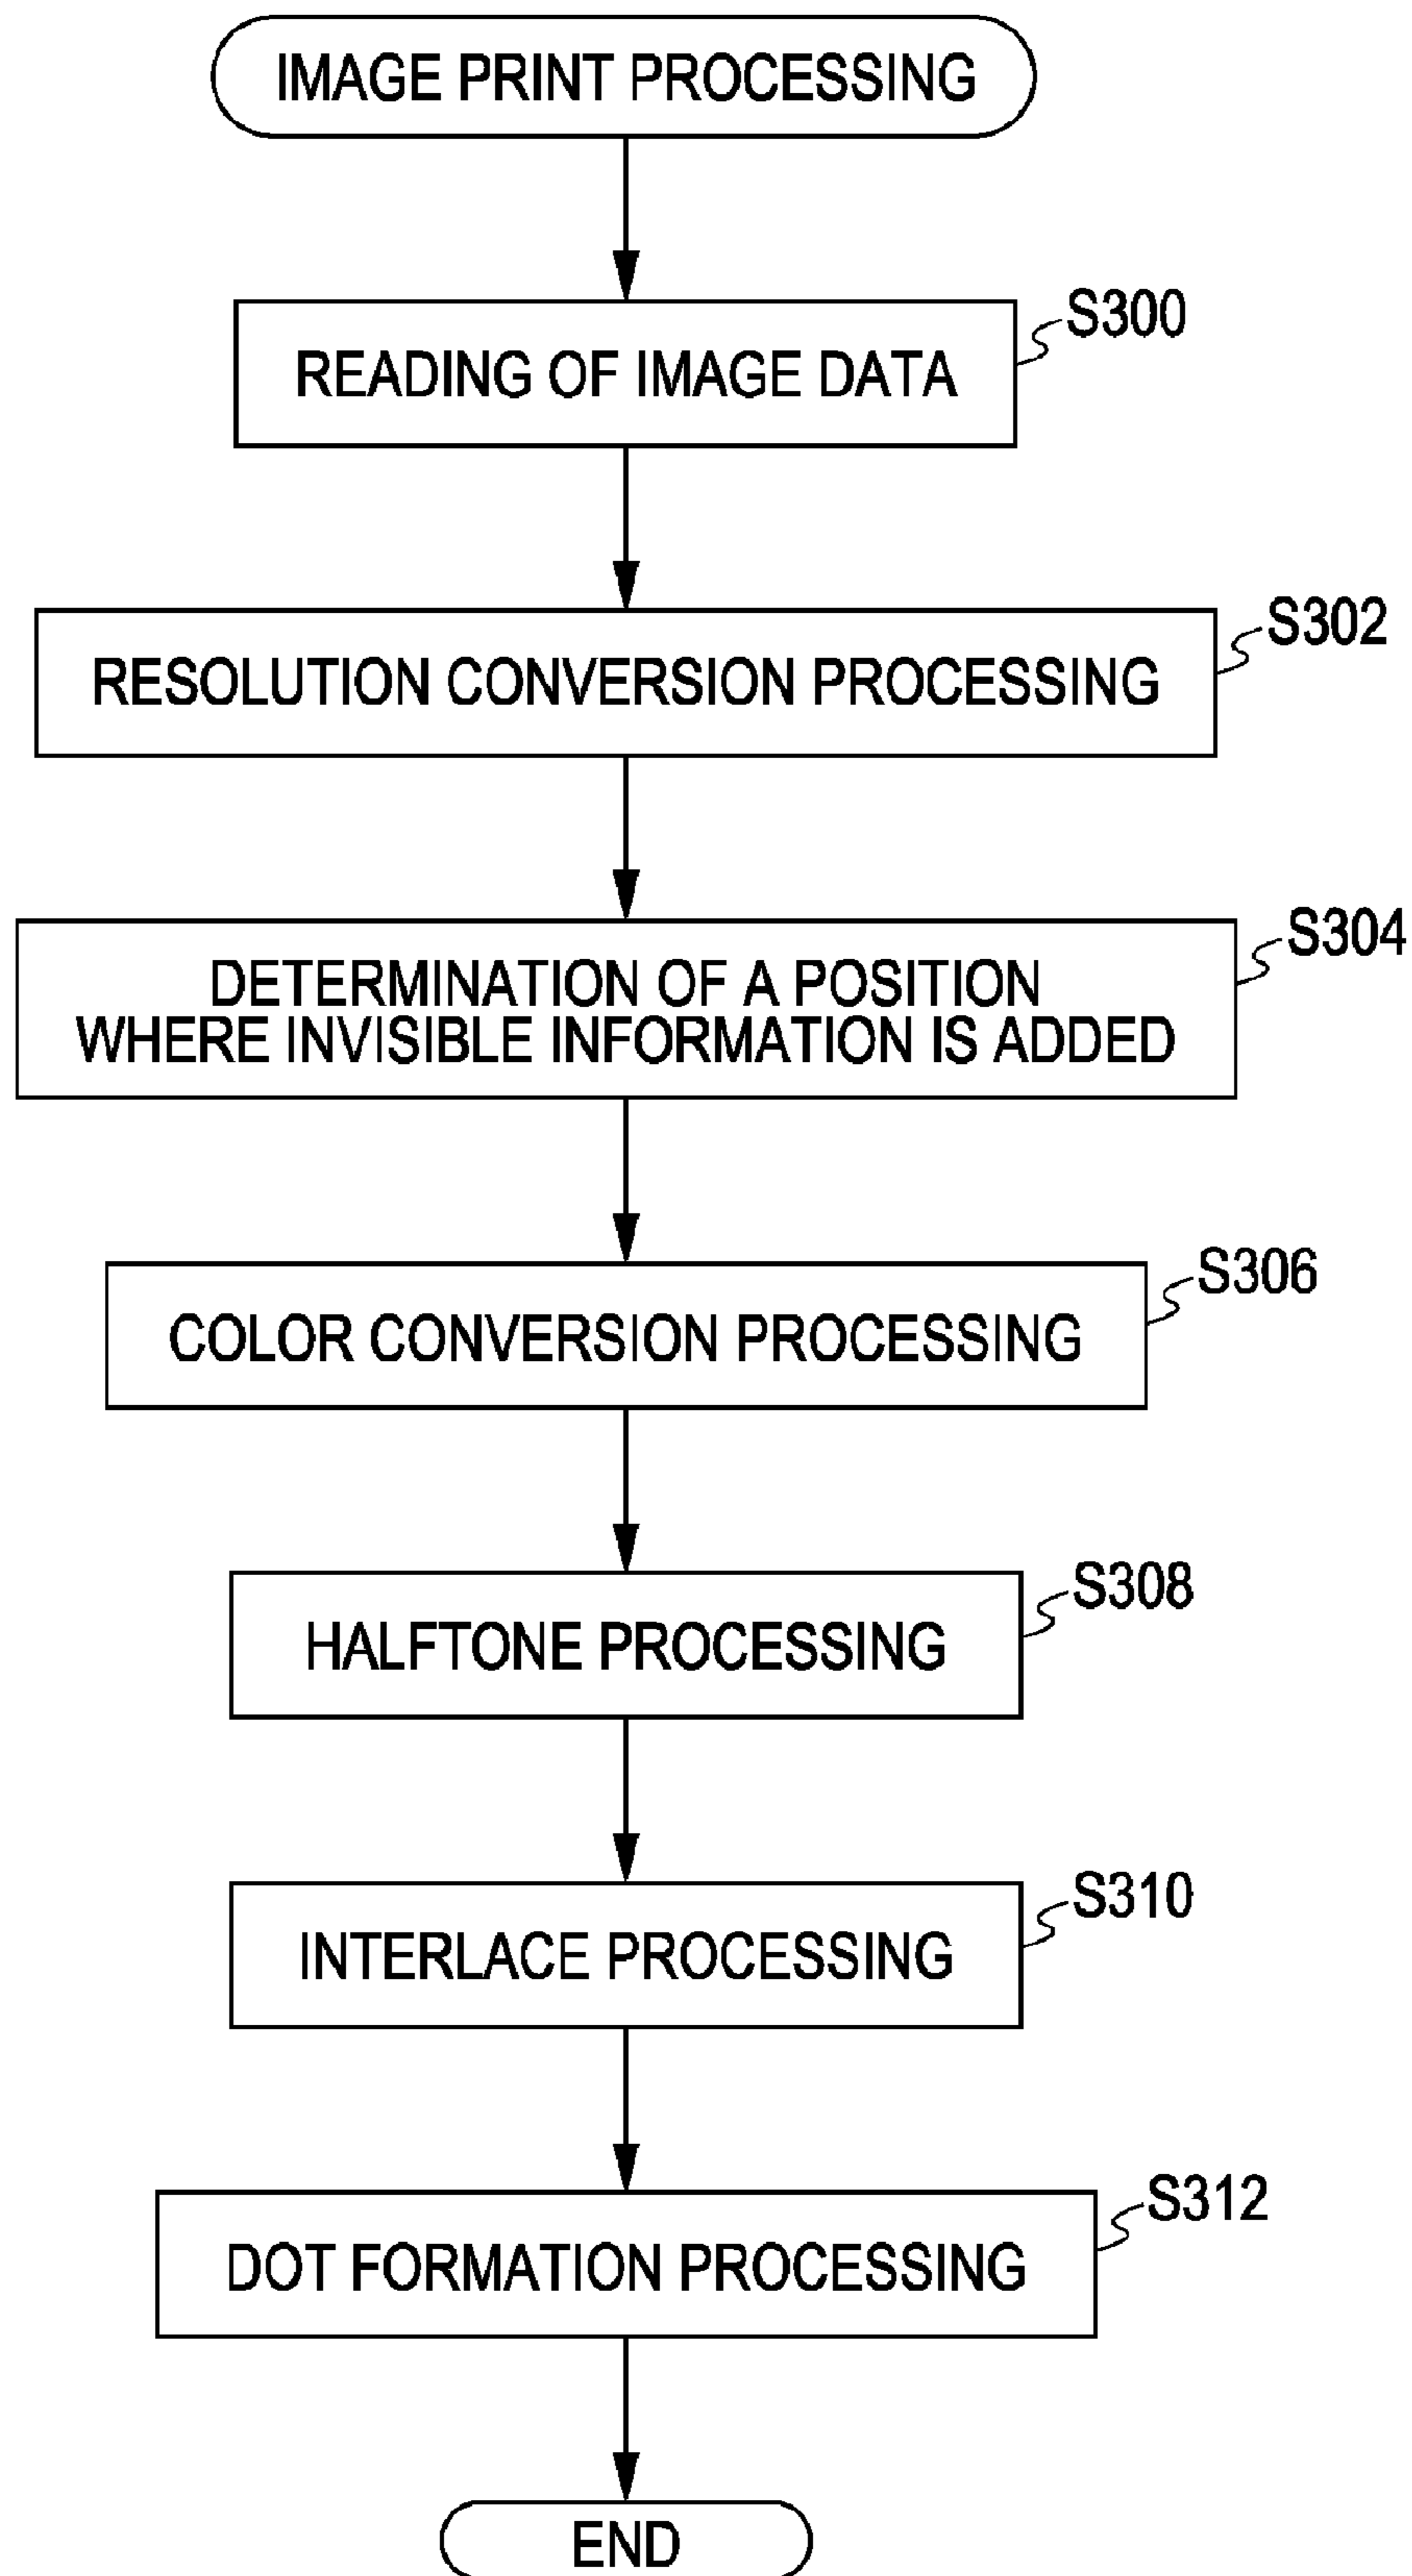 IMAGE PRINT PROCESSING
S300
READING OF IMAGE DATA
S302
RESOLUTION CONVERSION PROCESSING
S304
DETERMINATION OF A POSITION
WHERE INVISIBLE INFORMATION IS ADDED
S306
COLOR CONVERSION PROCESSING
S308
HALFTONE PROCESSING
S310
INTERLACE PROCESSING
S312
DOT FORMATION PROCESSING
END